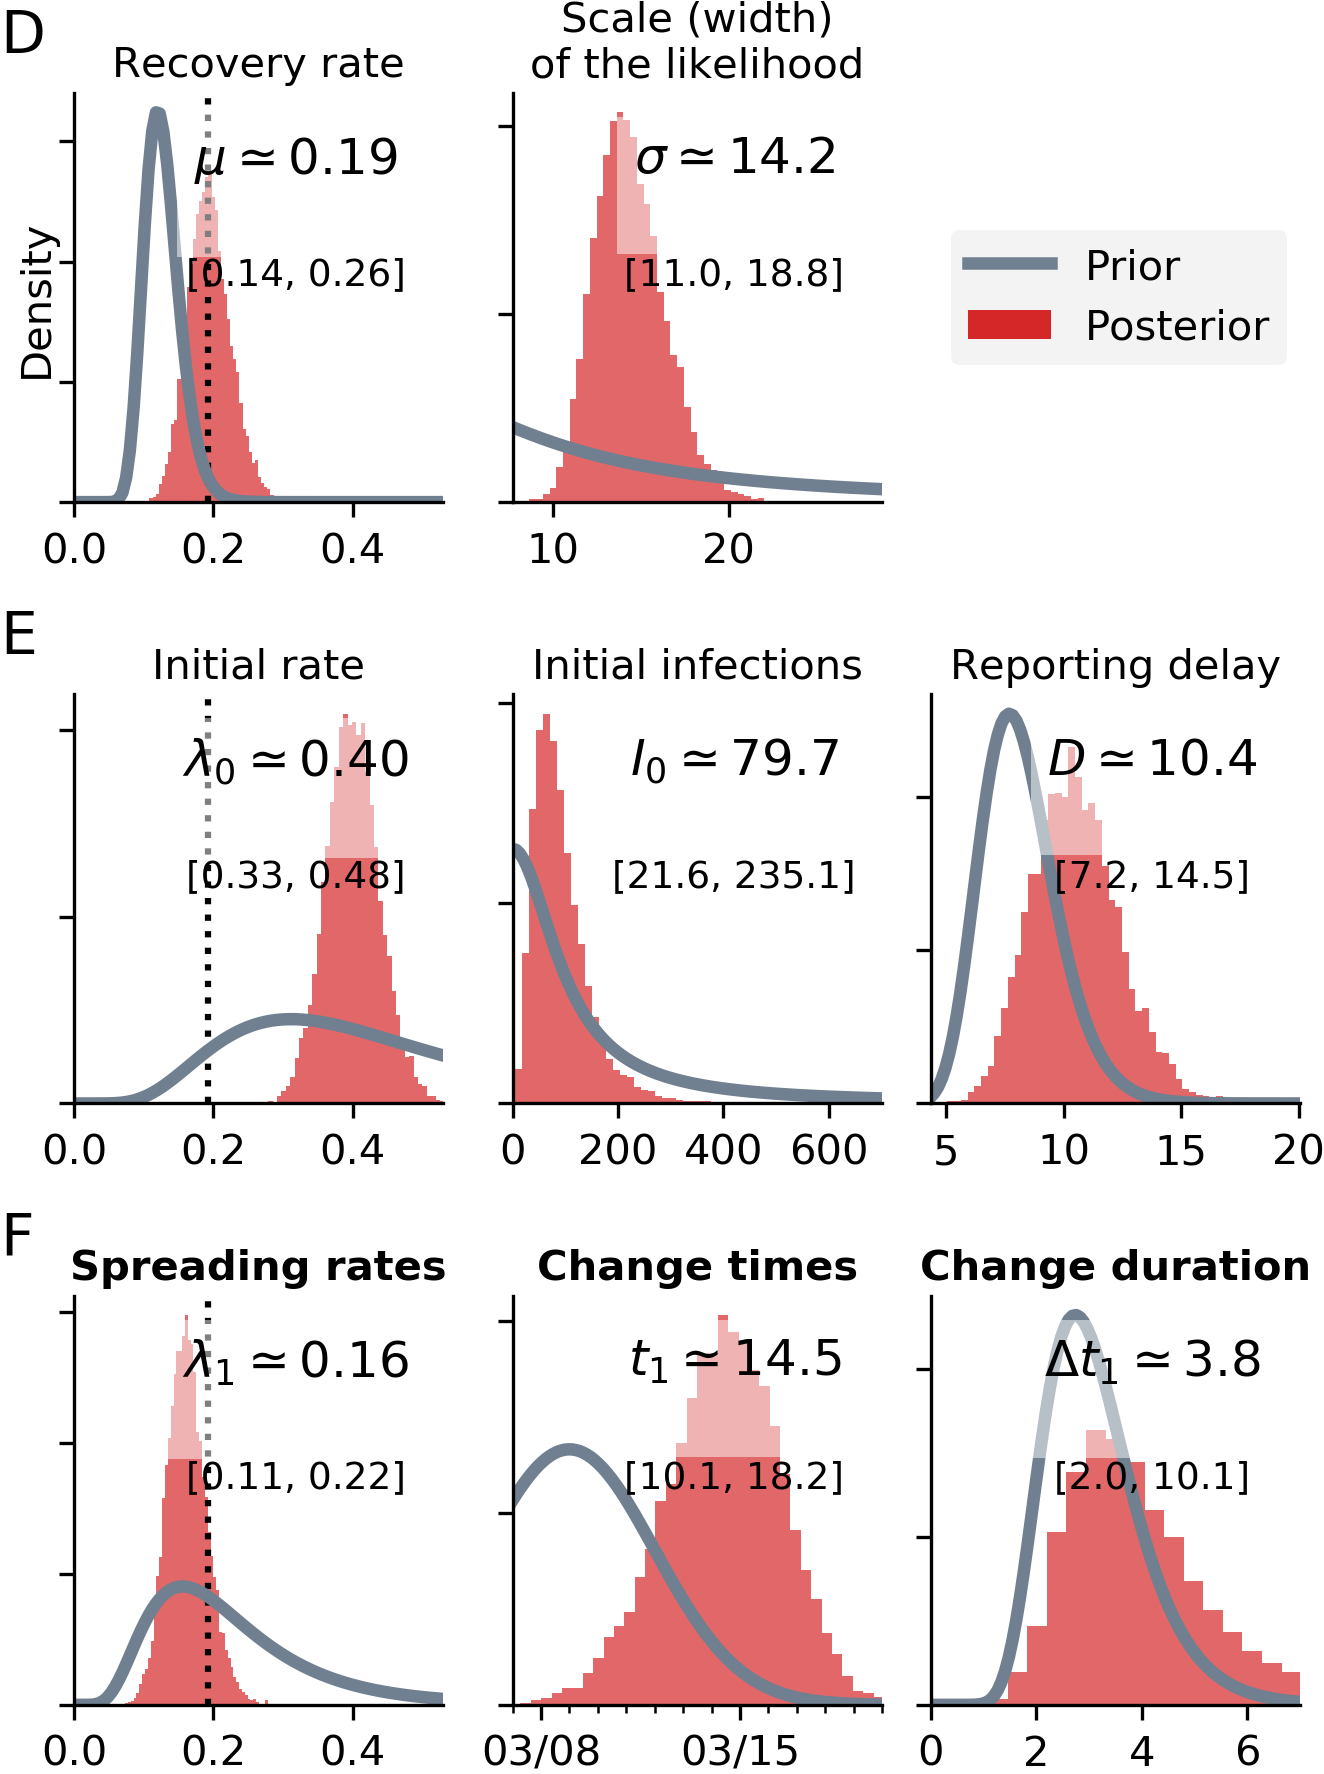 D
Recovery rate
Scale (width)
of the likelihood
μ ≃ 0.19
[0.14, 0.26]
σ ≃ 14.2
[11.0, 18.8]
Prior
Posterior
Density
0.0 0.2 0.4
10 20
E
Initial rate
Initial infections
Reporting delay
λ₀ ≃ 0.40
[0.33, 0.48]
I₀ ≃ 79.7
[21.6, 235.1]
D ≃ 10.4
[7.2, 14.5]
0.0 0.2 0.4
0 200 400 600
5 10 15 20
F
Spreading rates
Change times
Change duration
λ₁ ≃ 0.16
[0.11, 0.22]
t₁ ≃ 14.5
[10.1, 18.2]
Δt₁ ≃ 3.8
[2.0, 10.1]
0.0 0.2 0.4
03/08 03/15
0 2 4 6